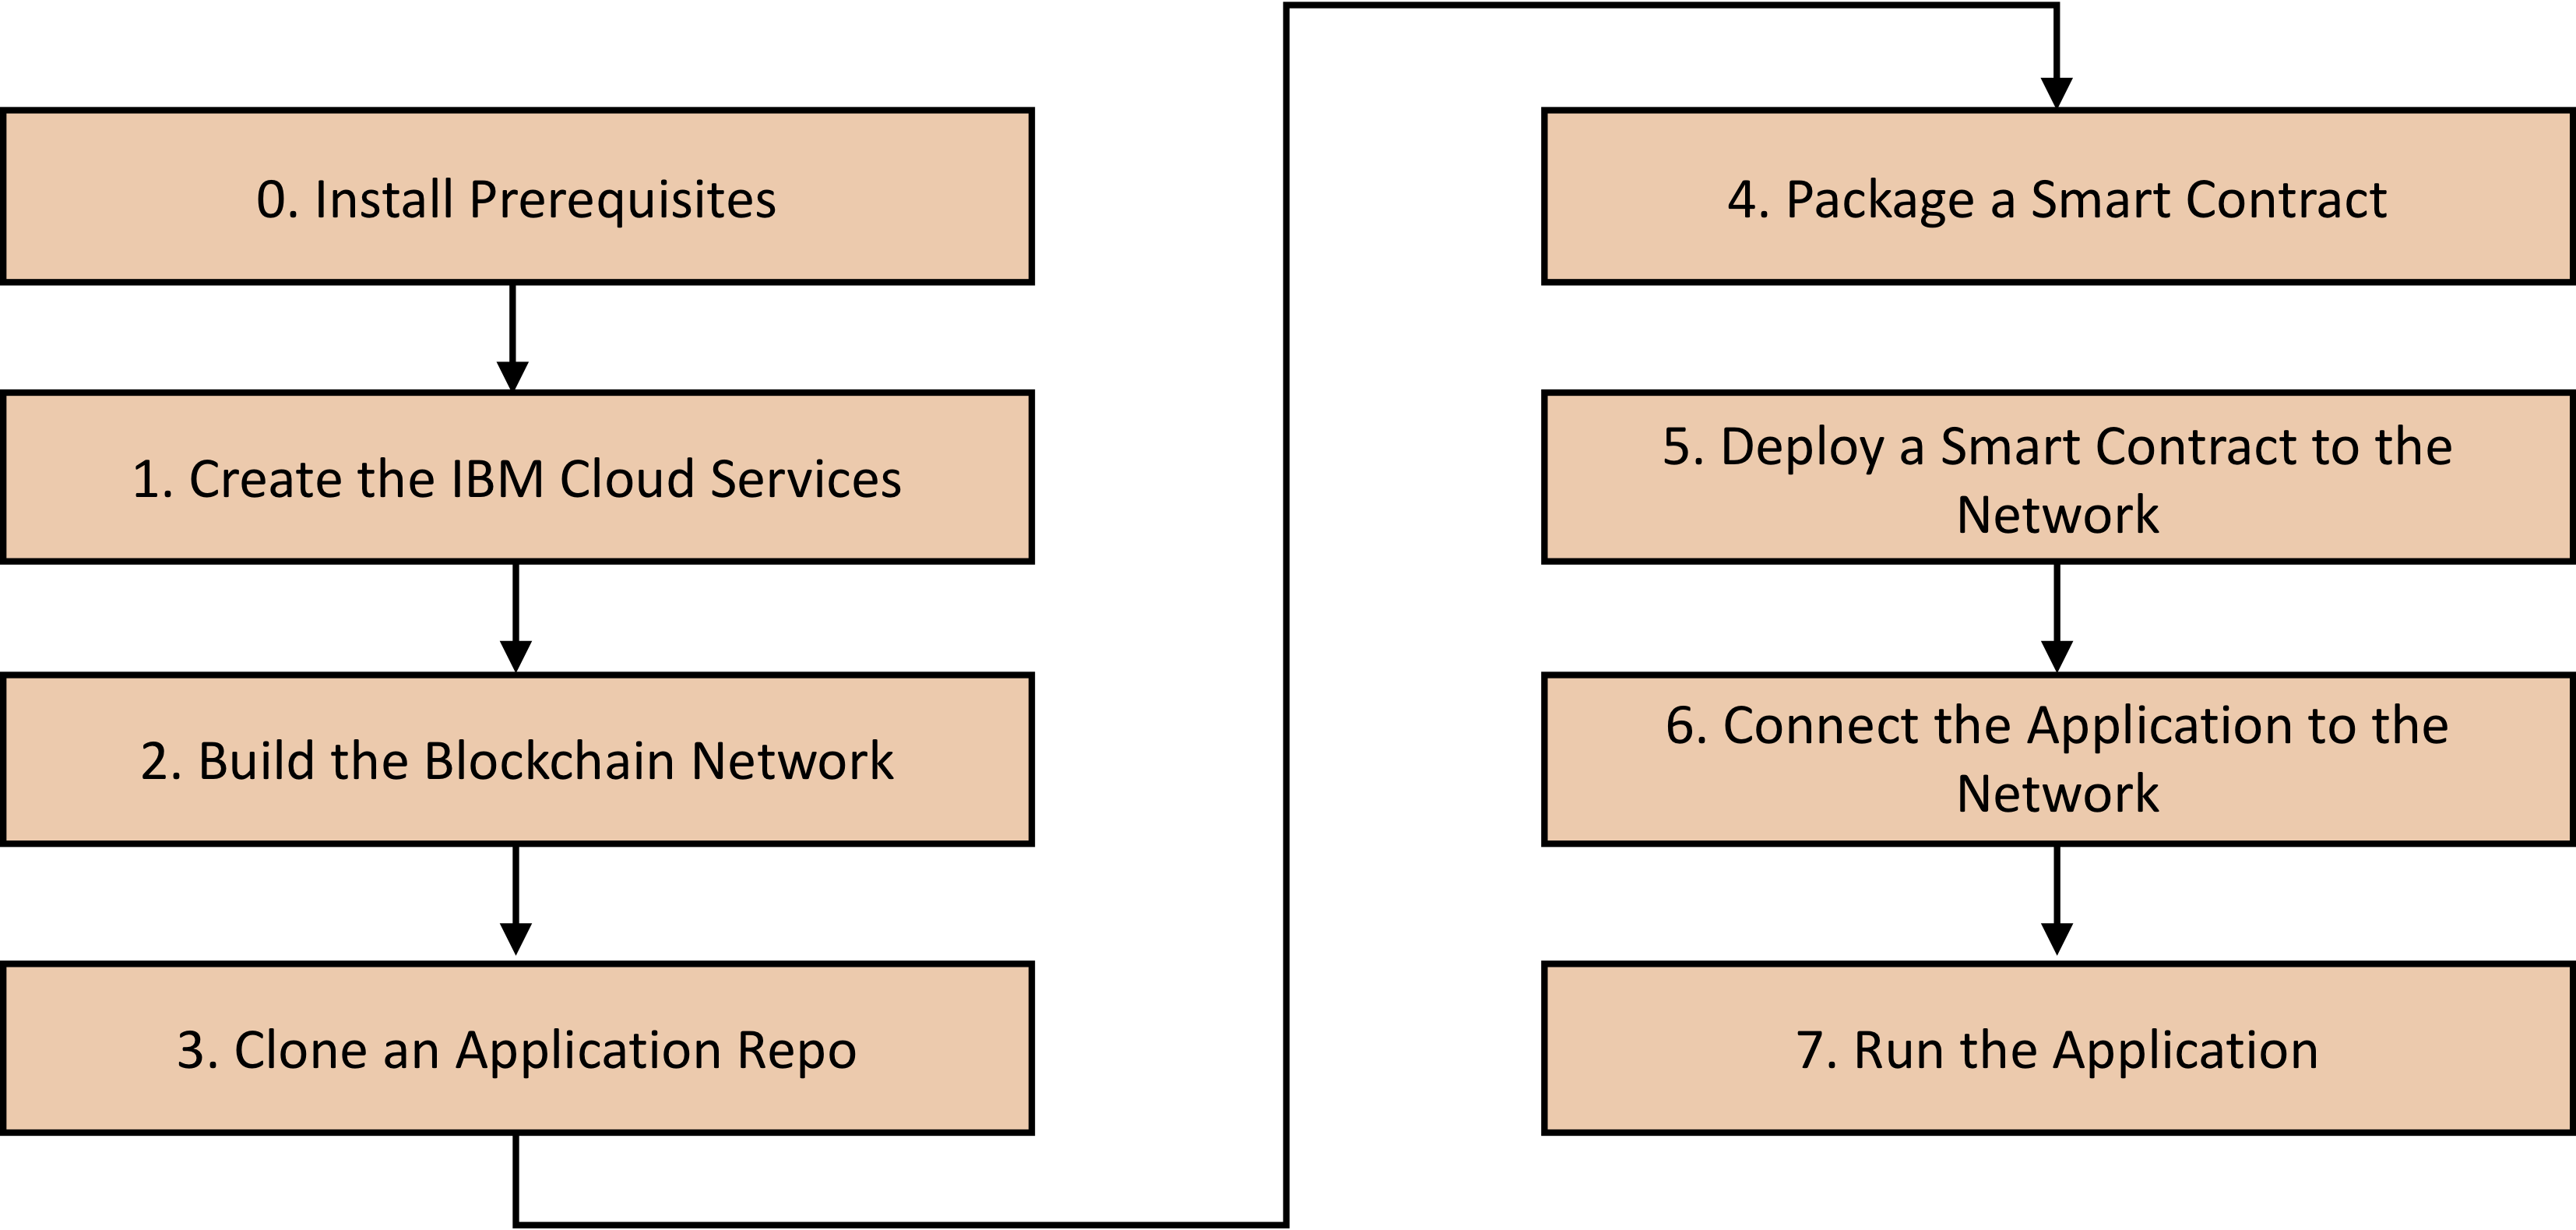 0. Install Prerequisites
1. Create the IBM Cloud Services
2. Build the Blockchain Network
3. Clone an Application Repo
4. Package a Smart Contract
5. Deploy a Smart Contract to the
Network
6. Connect the Application to the
Network
7. Run the Application